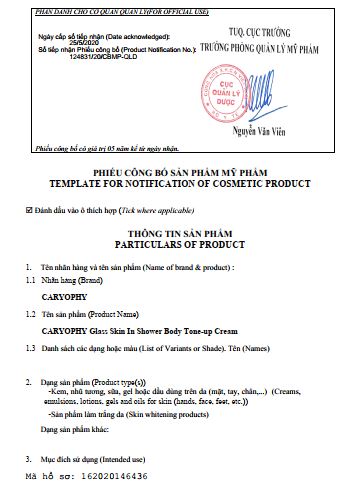 PHẦN DÀNH CHO CƠ QUAN QUẢN LÝ(FOR OFFICIAL USE)
Ngày cấp số tiếp nhận (Date acknowledged):
25/5/2020
Số tiếp nhận Phiếu công bố (Product Notification No.):
124831/20/CBMP-QLD
TUQ. CỤC TRƯỞNG
TRƯỞNG PHÒNG QUẢN LÝ MỸ PHẨM
CỤC
QUẢN LÝ
DƯỢC
Nguyễn Văn Viên
Phiếu công bố có giá trị 05 năm kể từ ngày nhận.
PHIẾU CÔNG BỐ SẢN PHẨM MỸ PHẨM
TEMPLATE FOR NOTIFICATION OF COSMETIC PRODUCT
☑ Đánh dấu vào ô thích hợp (Tick where applicable)
THÔNG TIN SẢN PHẨM
PARTICULARS OF PRODUCT
1. Tên nhãn hàng và tên sản phẩm (Name of brand & product) :
1.1 Nhãn hàng (Brand)
CARYOPHY
1.2 Tên sản phẩm (Product Name)
CARYOPHY Glass Skin In Shower Body Tone-up Cream
1.3 Danh sách các dạng hoặc màu (List of Variants or Shade). Tên (Names)
2. Dạng sản phẩm (Product type(s))
-Kem, nhũ tương, sữa, gel hoặc dầu dùng trên da (mặt, tay, chân,...) (Creams,
emulsions, lotions, gels and oils for skin (hands, face, feet, etc.))
-Sản phẩm làm trắng da (Skin whitening products)
Dạng sản phẩm khác:
3. Mục đích sử dụng (Intended use)
Mã hồ sơ: 162020146436